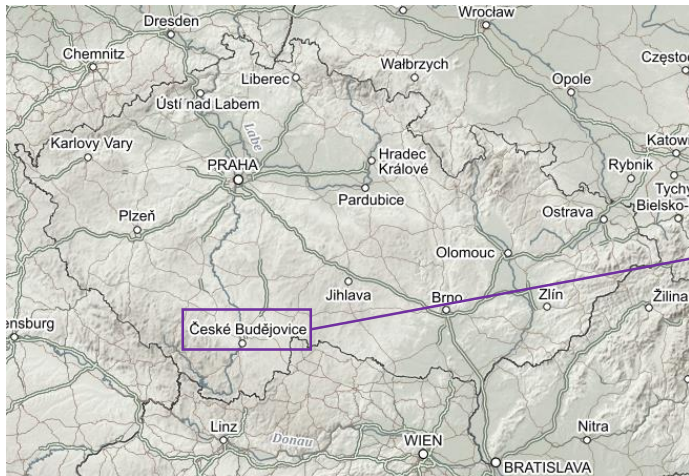 Wrocław
Dresden
Chemnitz
Liberec
Wałbrzych
Często
Opole
Ústí nad Labem
Labe
Karlovy Vary
PRAHA
Hradec
Králové
Katow
Rybnik
Tychy
Bielsko-
Pardubice
Plzeň
Ostrava
Olomouc
Jihlava
Brno
Zlín
Žilina
České Budějovice
ensburg
Linz
Donau
WIEN
Nitra
BRATISLAVA